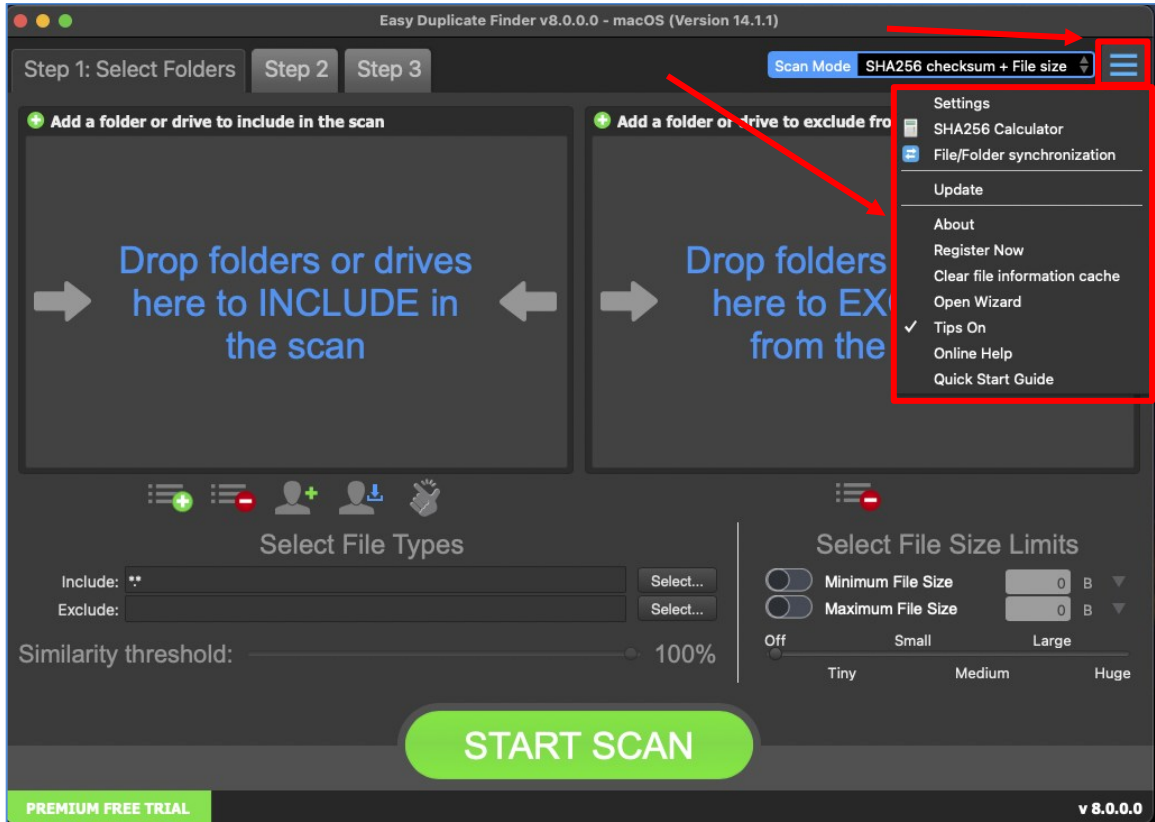 Easy Duplicate Finder v8.0.0.0 - macOS (Version 14.1.1)
Step 1: Select Folders
Step 2
Step 3
Scan Mode
SHA256 checksum + File size
Settings
SHA256 Calculator
File/Folder synchronization
Update
About
Register Now
Clear file information cache
Open Wizard
Tips On
Online Help
Quick Start Guide
Add a folder or drive to include in the scan
Drop folders or drives
here to INCLUDE in
the scan
Add a folder or drive to exclude fro
Drop folders
here to EX
from the
Select File Types
Include: *.*
Select...
Exclude:
Select...
Similarity threshold:
100%
Select File Size Limits
Minimum File Size
0 B
Maximum File Size
0 B
Off
Small
Large
Tiny
Medium
Huge
START SCAN
PREMIUM FREE TRIAL
v 8.0.0.0